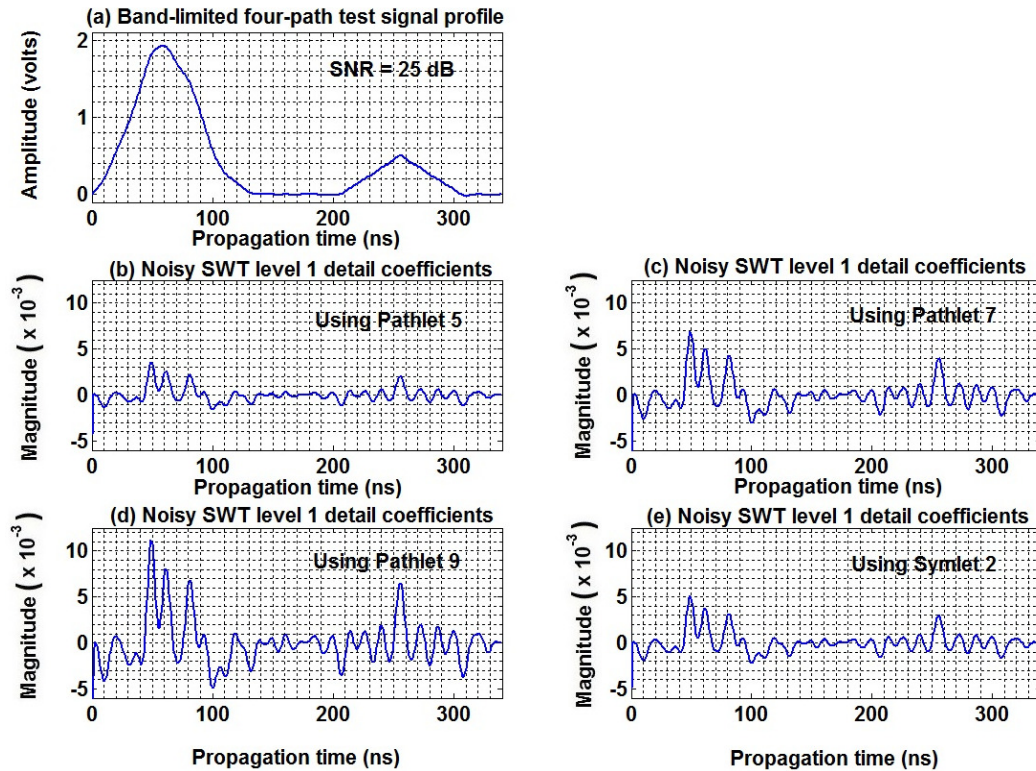 (a) Band-limited four-path test signal profile
SNR = 25 dB
Amplitude (volts)
2
1
0
0 100 200 300
Propagation time (ns)
(b) Noisy SWT level 1 detail coefficients
Using Pathlet 5
Magnitude ( x 10^-3 )
10
5
0
-5
0 100 200 300
Propagation time (ns)
(c) Noisy SWT level 1 detail coefficients
Using Pathlet 7
Magnitude ( x 10^-3 )
10
5
0
-5
0 100 200 300
Propagation time (ns)
(d) Noisy SWT level 1 detail coefficients
Using Pathlet 9
Magnitude ( x 10^-3 )
10
5
0
-5
0 100 200 300
Propagation time (ns)
(e) Noisy SWT level 1 detail coefficients
Using Symlet 2
Magnitude ( x 10^-3 )
10
5
0
-5
0 100 200 300
Propagation time (ns)